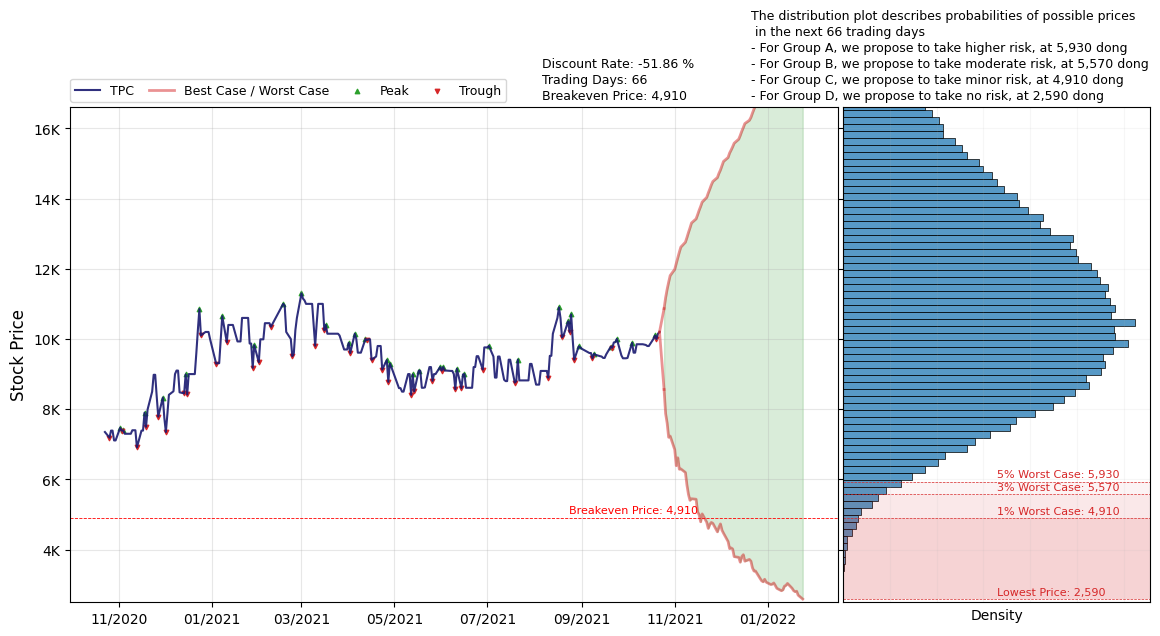 The distribution plot describes probabilities of possible prices
in the next 66 trading days
- For Group A, we propose to take higher risk, at 5,930 dong
- For Group B, we propose to take moderate risk, at 5,570 dong
- For Group C, we propose to take minor risk, at 4,910 dong
- For Group D, we propose to take no risk, at 2,590 dong
Discount Rate: -51.86 %
Trading Days: 66
Breakeven Price: 4,910
TPC Best Case / Worst Case Peak Trough
Stock Price
16K
14K
12K
10K
8K
6K
4K
Breakeven Price: 4,910
5% Worst Case: 5,930
3% Worst Case: 5,570
1% Worst Case: 4,910
Lowest Price: 2,590
11/2020 01/2021 03/2021 05/2021 07/2021 09/2021 11/2021 01/2022
Density